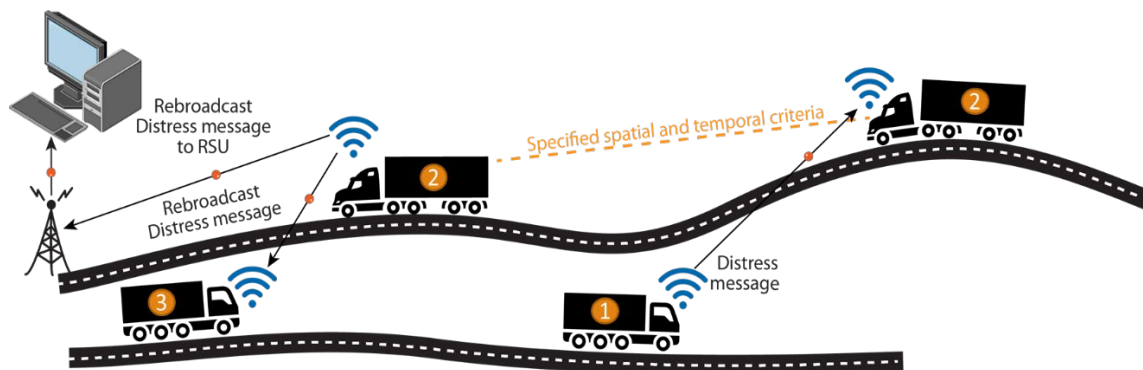 Rebroadcast
Distress message
to RSU
Rebroadcast
Distress message
2
Specified spatial and temporal criteria
2
3
1
Distress
message